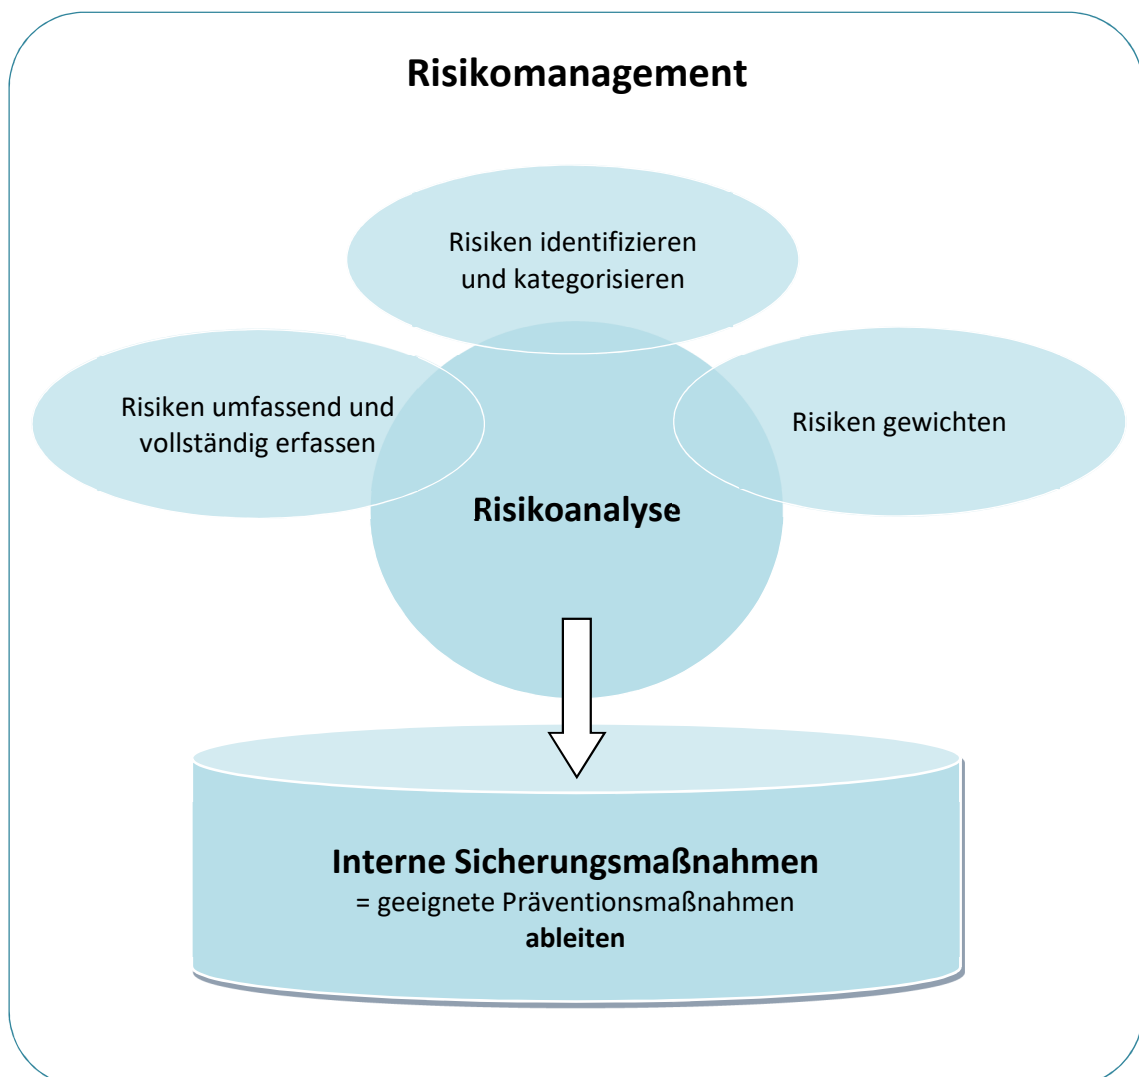 Risikomanagement
Risiken identifizieren
und kategorisieren
Risiken umfassend und
vollständig erfassen
Risiken gewichten
Risikoanalyse
Interne Sicherungsmaßnahmen
= geeignete Präventionsmaßnahmen
ableiten